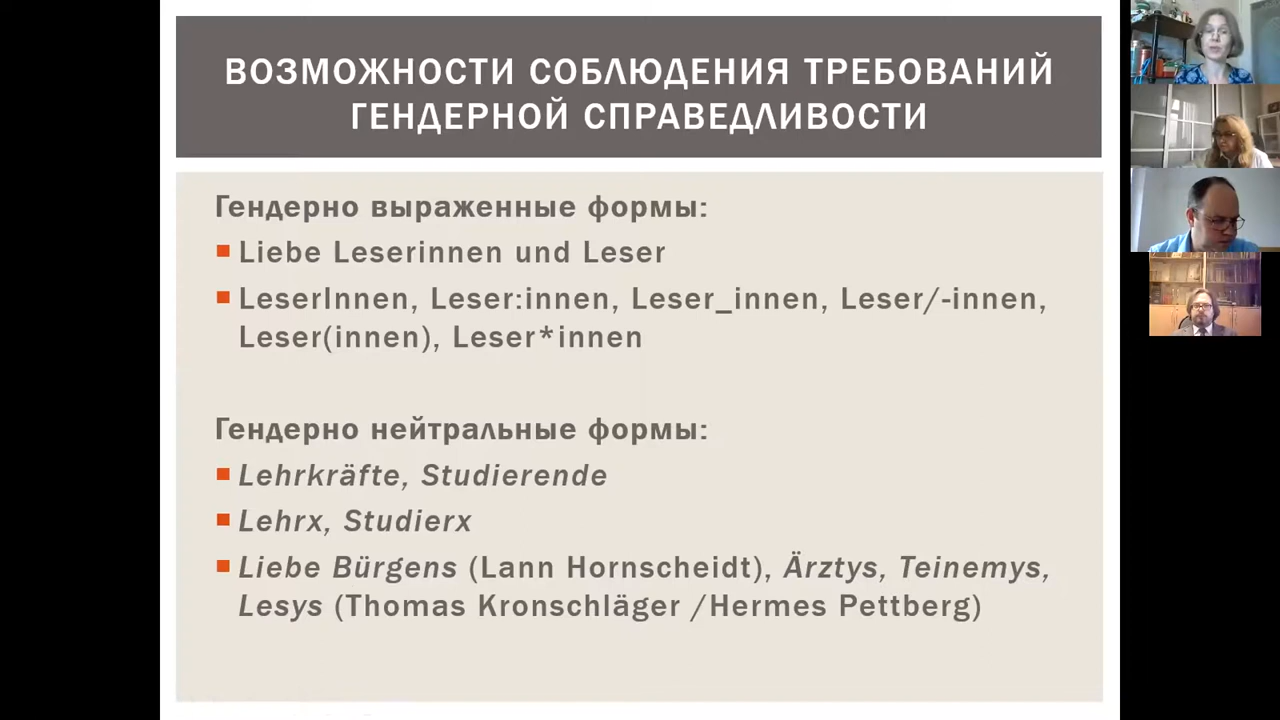 ВОЗМОЖНОСТИ СОБЛЮДЕНИЯ ТРЕБОВАНИЙ
ГЕНДЕРНОЙ СПРАВЕДЛИВОСТИ
Гендерно выраженные формы:
Liebe Leserinnen und Leser
LeserInnen, Leser:innen, Leser_innen, Leser/-innen,
Leser(innen), Leser*innen
Гендерно нейтральные формы:
Lehrkräfte, Studierende
Lehrx, Studierx
Liebe Bürgens (Lann Hornscheidt), Ärztys, Teinemys,
Lesys (Thomas Kronschläger /Hermes Pettberg)